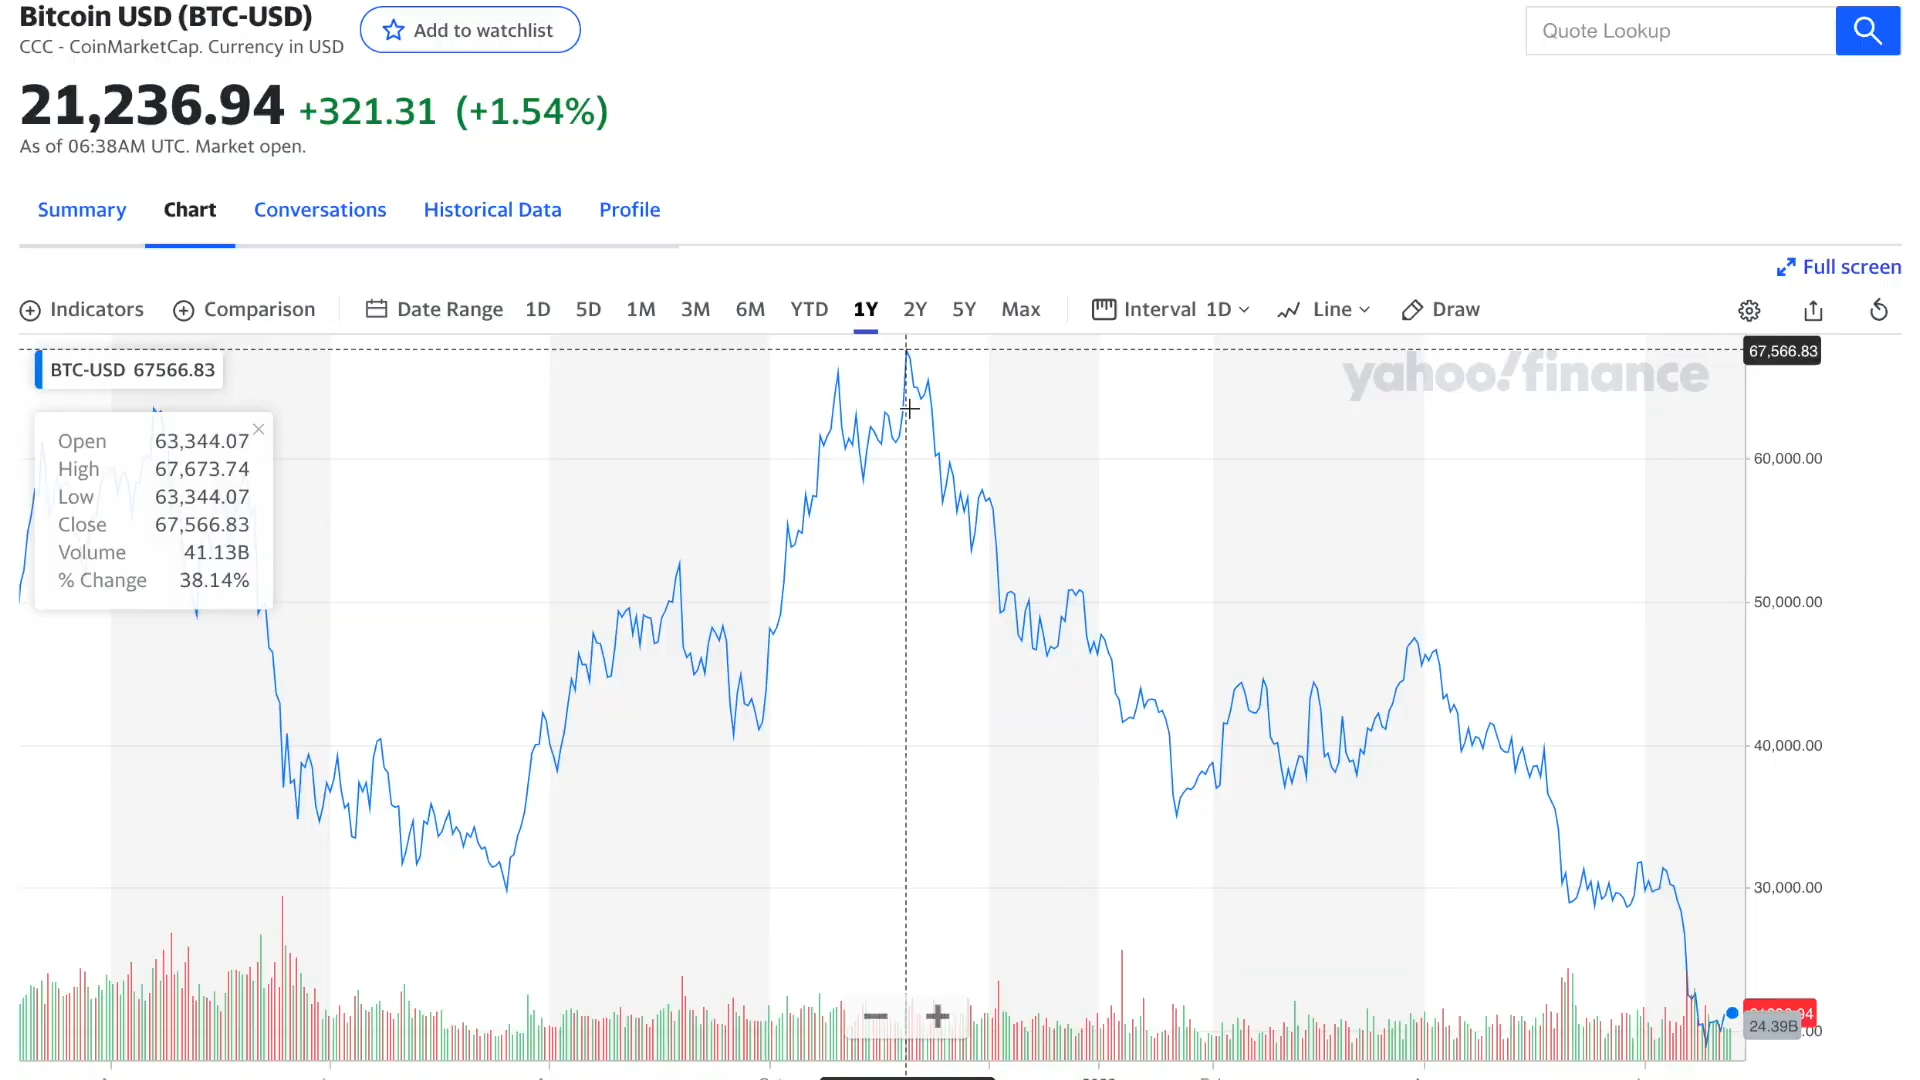 Bitcoin USD (BTC-USD)
Add to watchlist
Quote Lookup
CCC - CoinMarketCap. Currency in USD
21,236.94 +321.31 (+1.54%)
As of 06:38AM UTC. Market open.
Summary Chart Conversations Historical Data Profile
Full screen
Indicators Comparison Date Range 1D 5D 1M 3M 6M YTD 1Y 2Y 5Y Max Interval 1D Line Draw
67,566.83
BTC-USD 67566.83
yahoo!finance
Open 63,344.07
High 67,673.74
Low 63,344.07
Close 67,566.83
Volume 41.13B
% Change 38.14%
60,000.00
50,000.00
40,000.00
30,000.00
24.39B